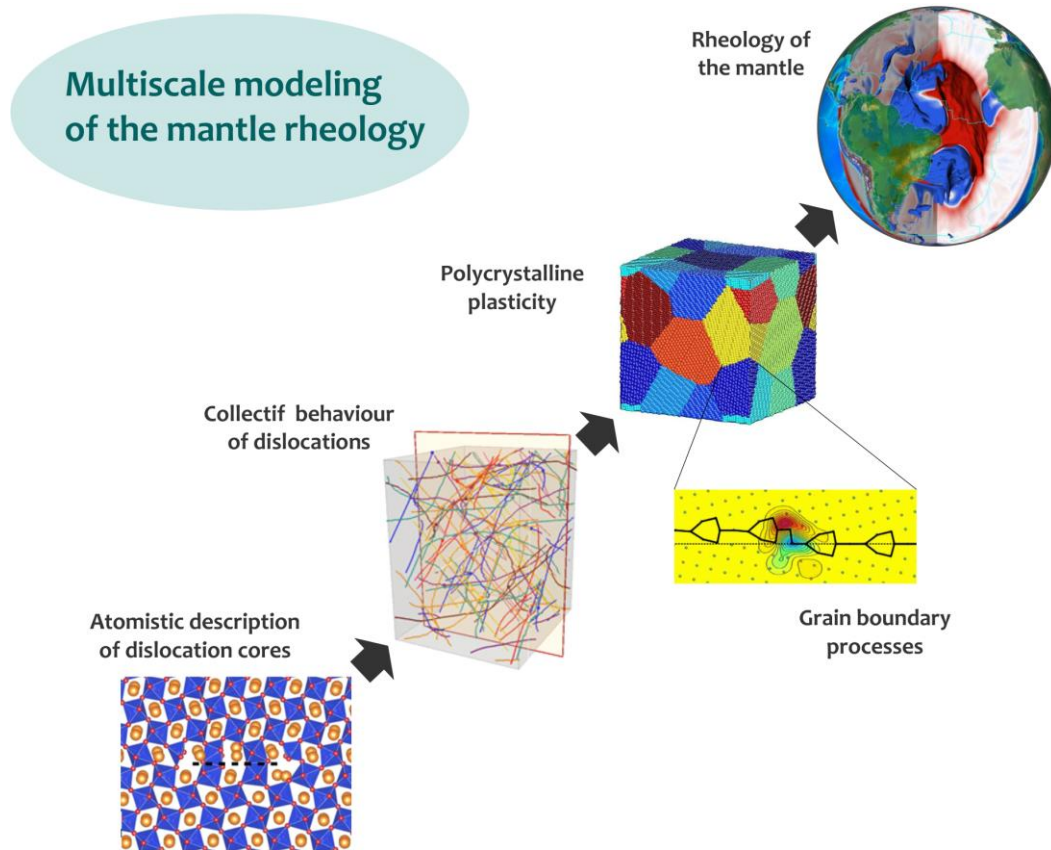 Multiscale modeling
of the mantle rheology
Rheology of
the mantle
Polycrystalline
plasticity
Collectif behaviour
of dislocations
Grain boundary
processes
Atomistic description
of dislocation cores